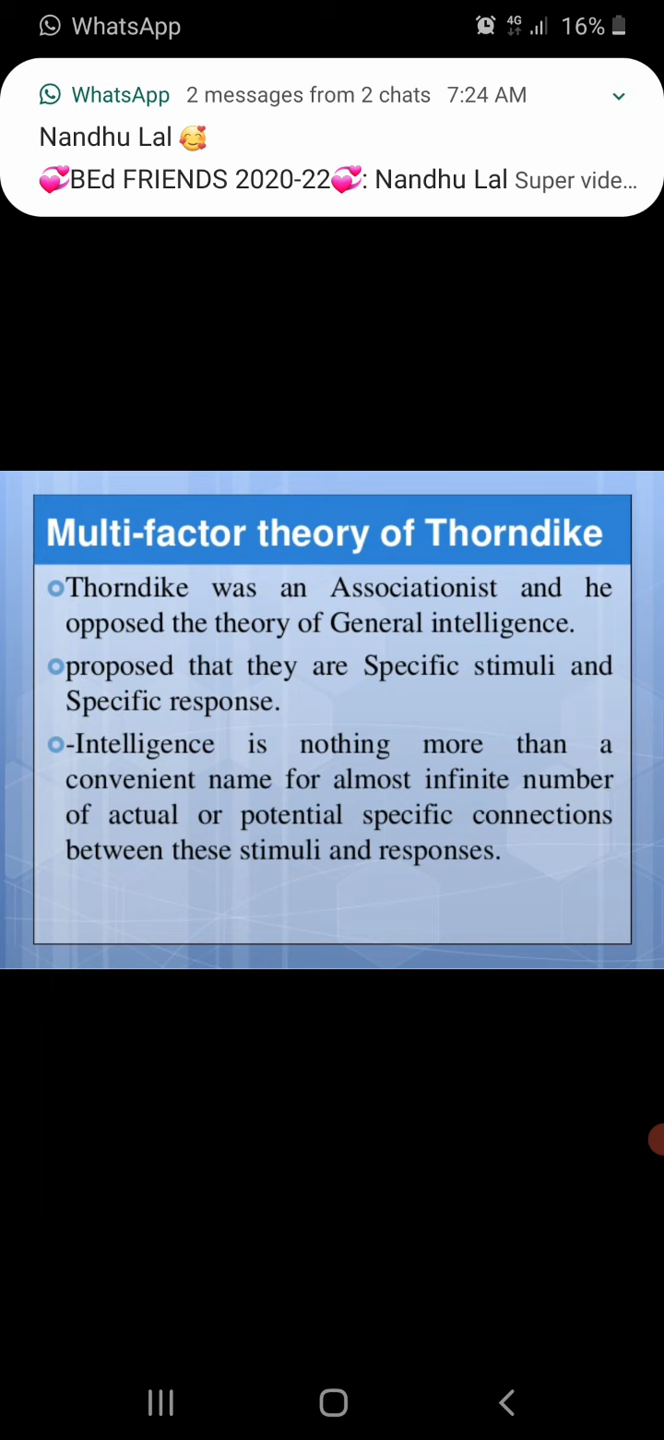 WhatsApp 4G 16%
WhatsApp 2 messages from 2 chats 7:24 AM
Nandhu Lal 🥰
💞BEd FRIENDS 2020-22💞: Nandhu Lal Super vide...
Multi-factor theory of Thorndike
Thorndike was an Associationist and he
opposed the theory of General intelligence.
proposed that they are Specific stimuli and
Specific response.
-Intelligence is nothing more than a
convenient name for almost infinite number
of actual or potential specific connections
between these stimuli and responses.